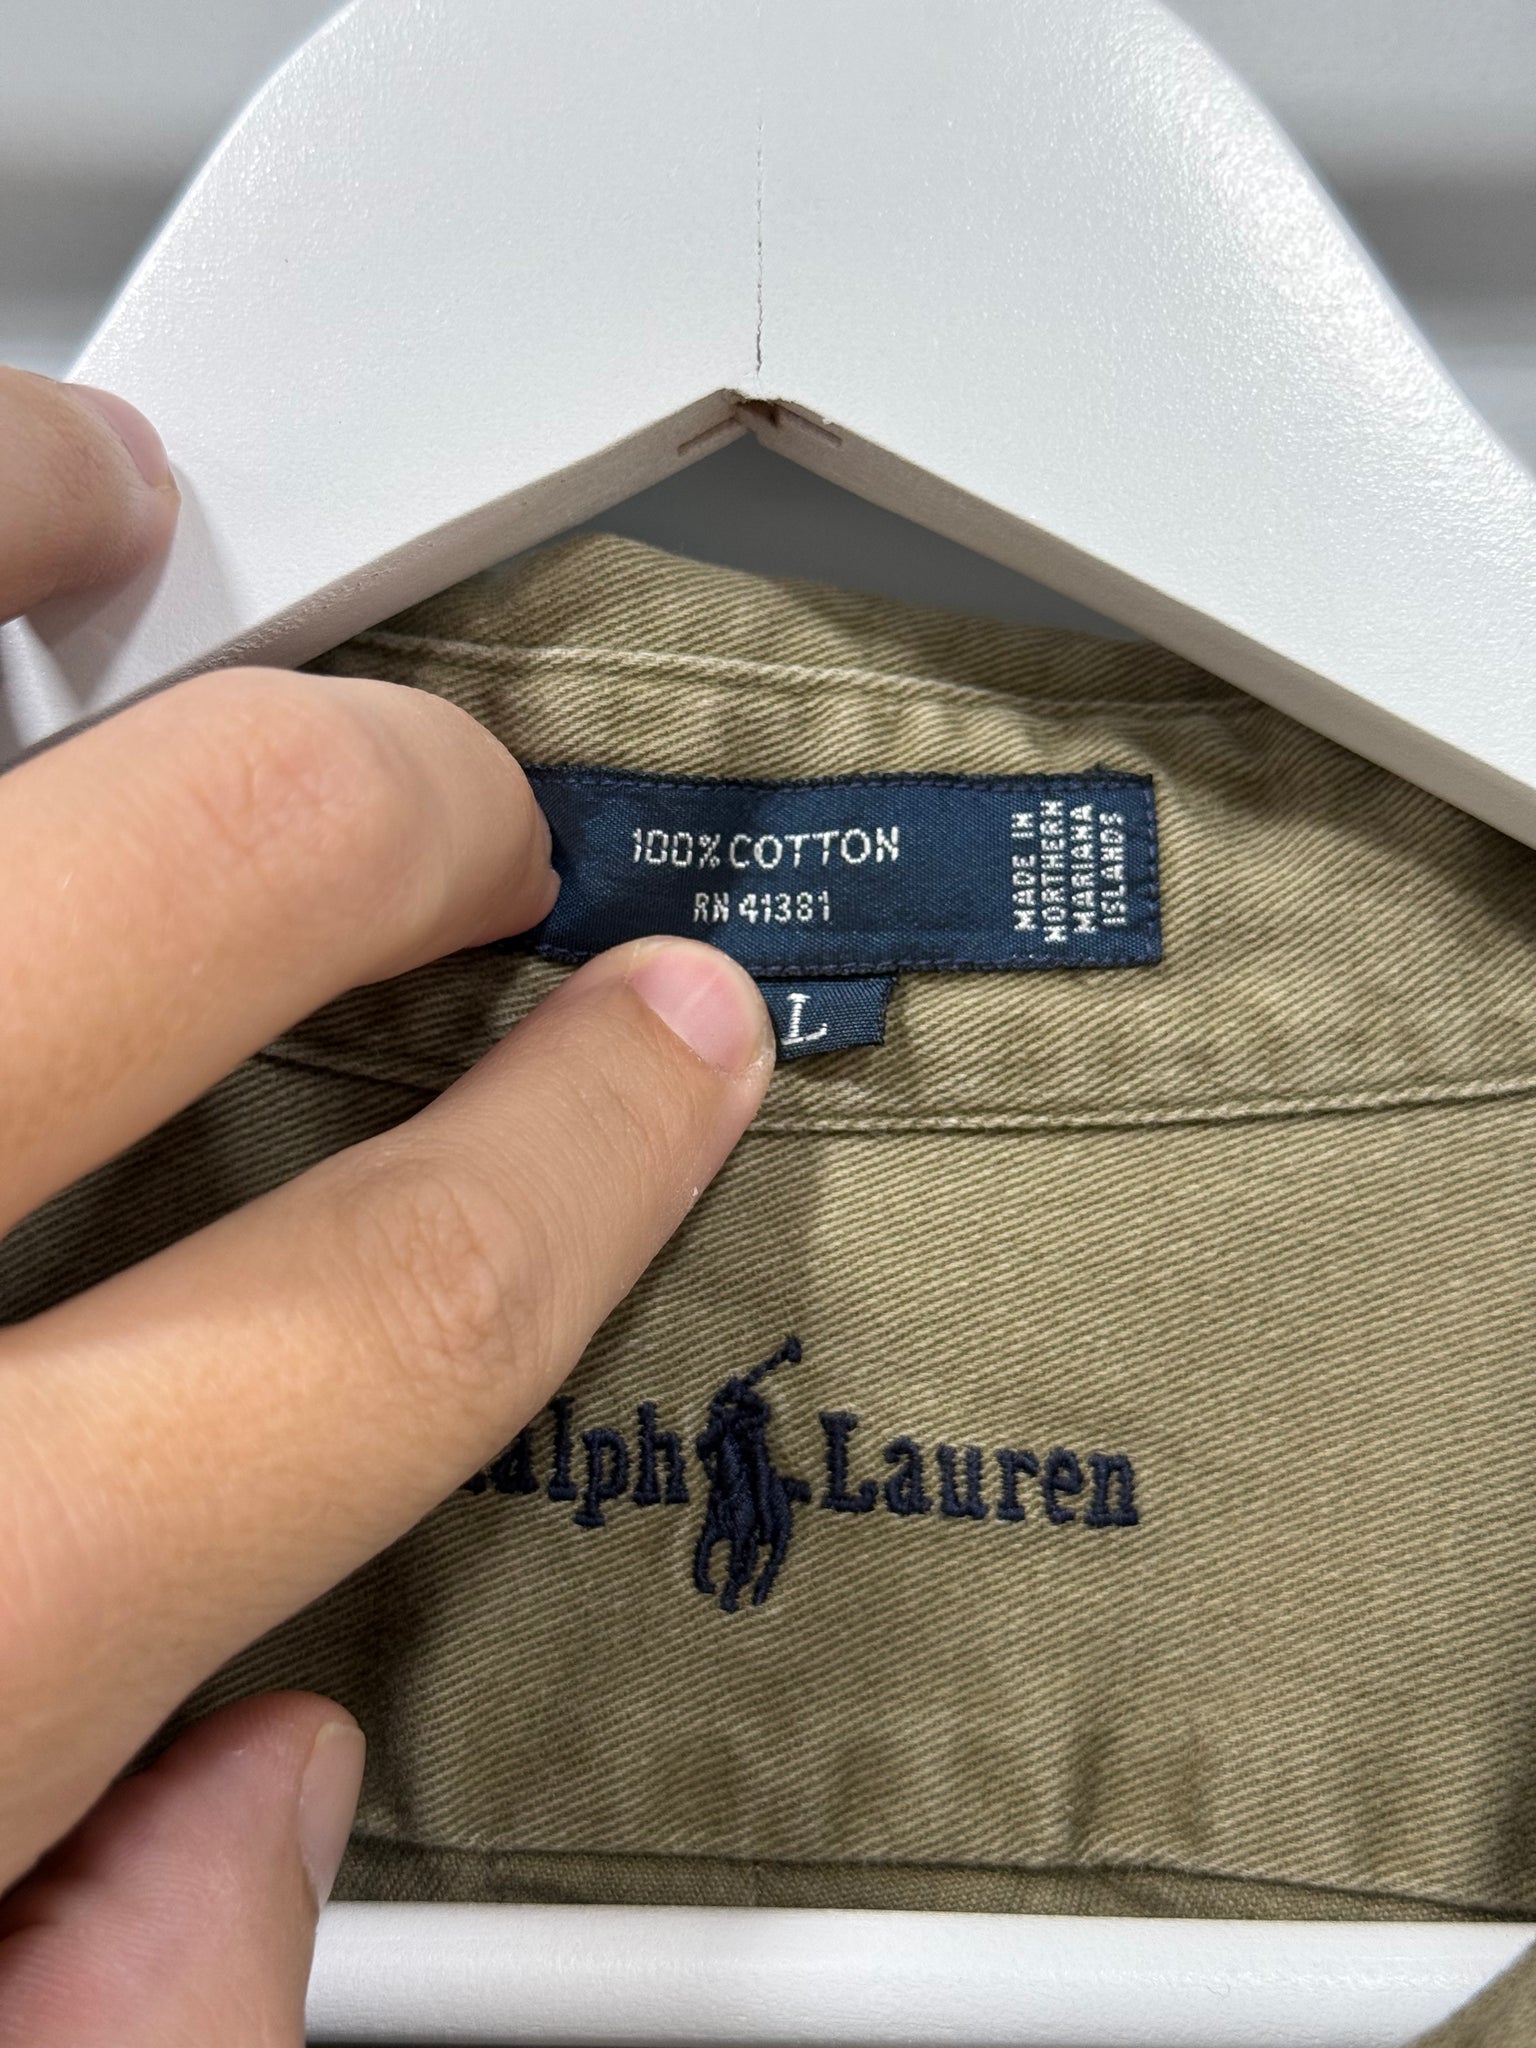 100% COTTON
RN 41381
MADE IN
NORTHERN
MARIANA
ISLANDS
L
alph Lauren